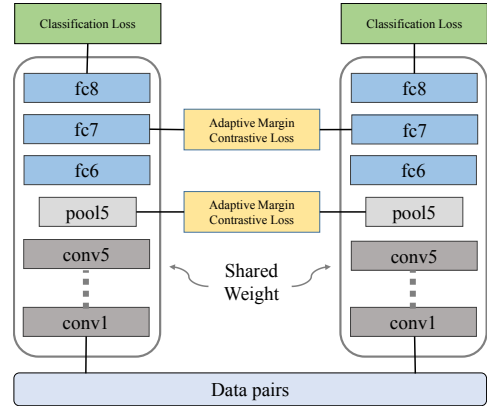 Classification Loss
Classification Loss
fc8
fc8
fc7
Adaptive Margin
Contrastive Loss
fc7
fc6
fc6
pool5
Adaptive Margin
Contrastive Loss
pool5
conv5
conv5
Shared
Weight
conv1
conv1
Data pairs